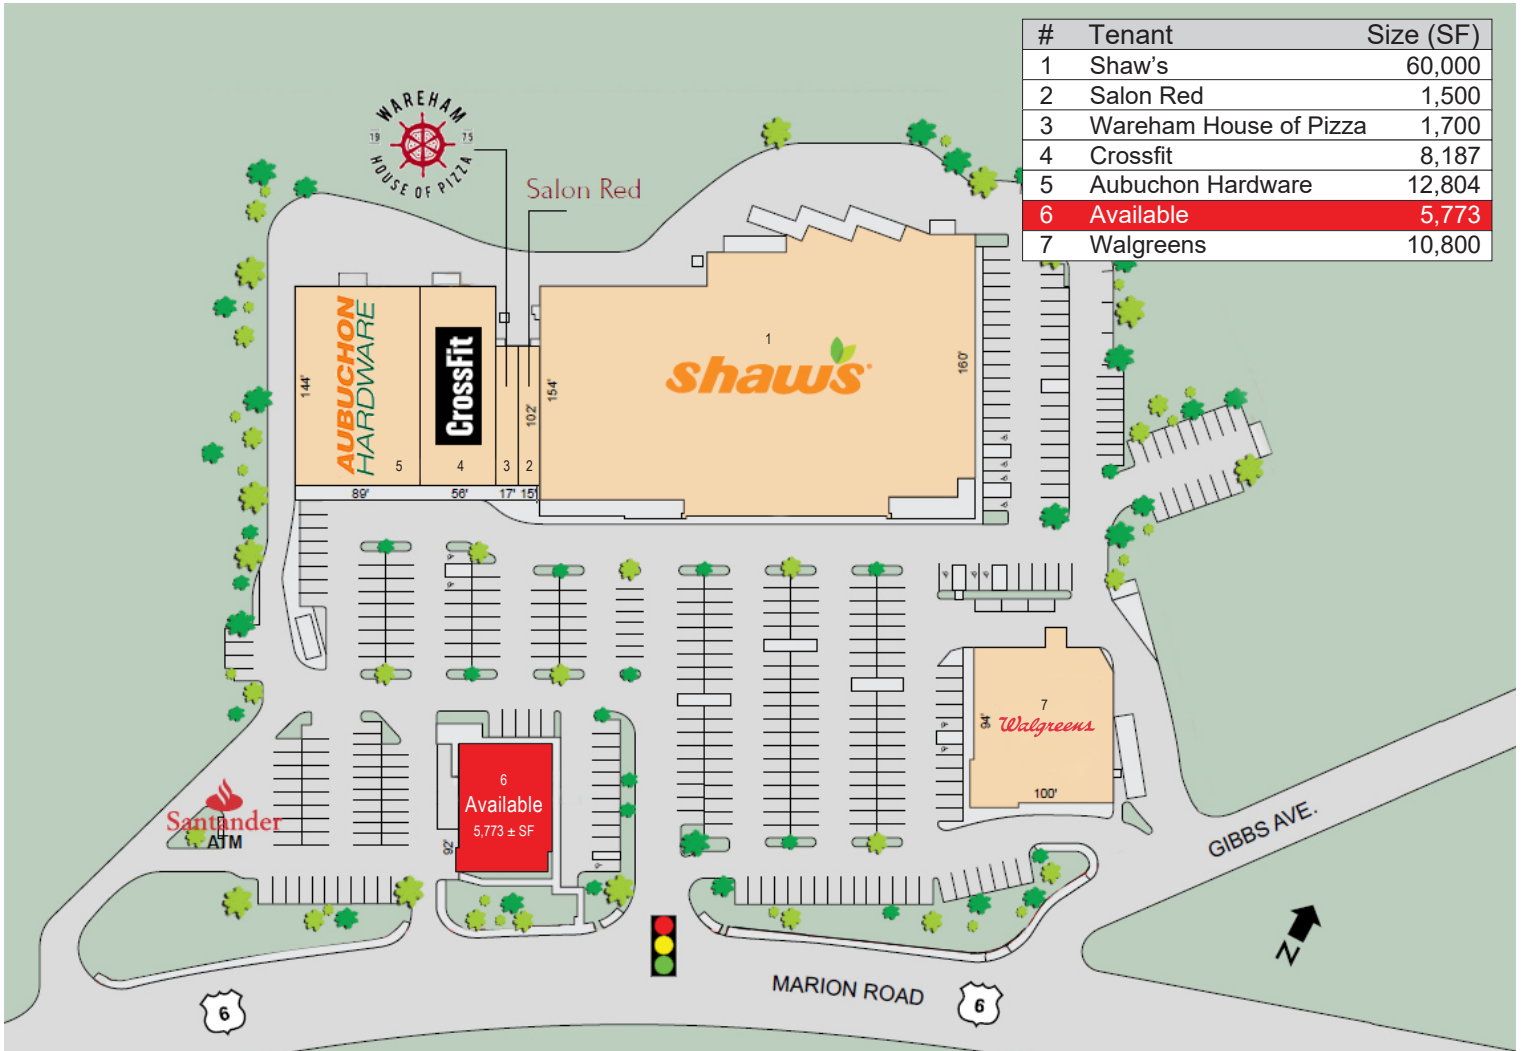 # Tenant Size (SF)
1 Shaw's 60,000
2 Salon Red 1,500
3 Wareham House of Pizza 1,700
4 Crossfit 8,187
5 Aubuchon Hardware 12,804
6 Available 5,773
7 Walgreens 10,800
WAREHAM
19 75
HOUSE OF PIZZA
Salon Red
AUBUCHON
HARDWARE
144'
5
89'
CrossFit
4
56'
3
17'
102'
2
15'
154'
1
shaw's
160'
7
Walgreens
94'
100'
6
Available
5,773 ± SF
92'
Santander
ATM
GIBBS AVE.
MARION ROAD
6
6
N